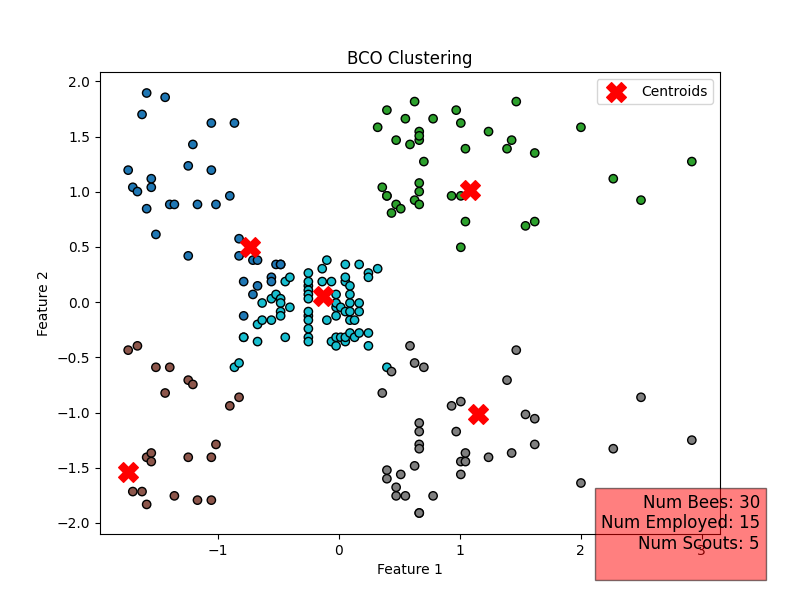 BCO Clustering
Centroids
Feature 2
2.0
1.5
1.0
0.5
0.0
−0.5
−1.0
−1.5
−2.0
−1
0
1
2
3
Feature 1
Num Bees: 30
Num Employed: 15
Num Scouts: 5